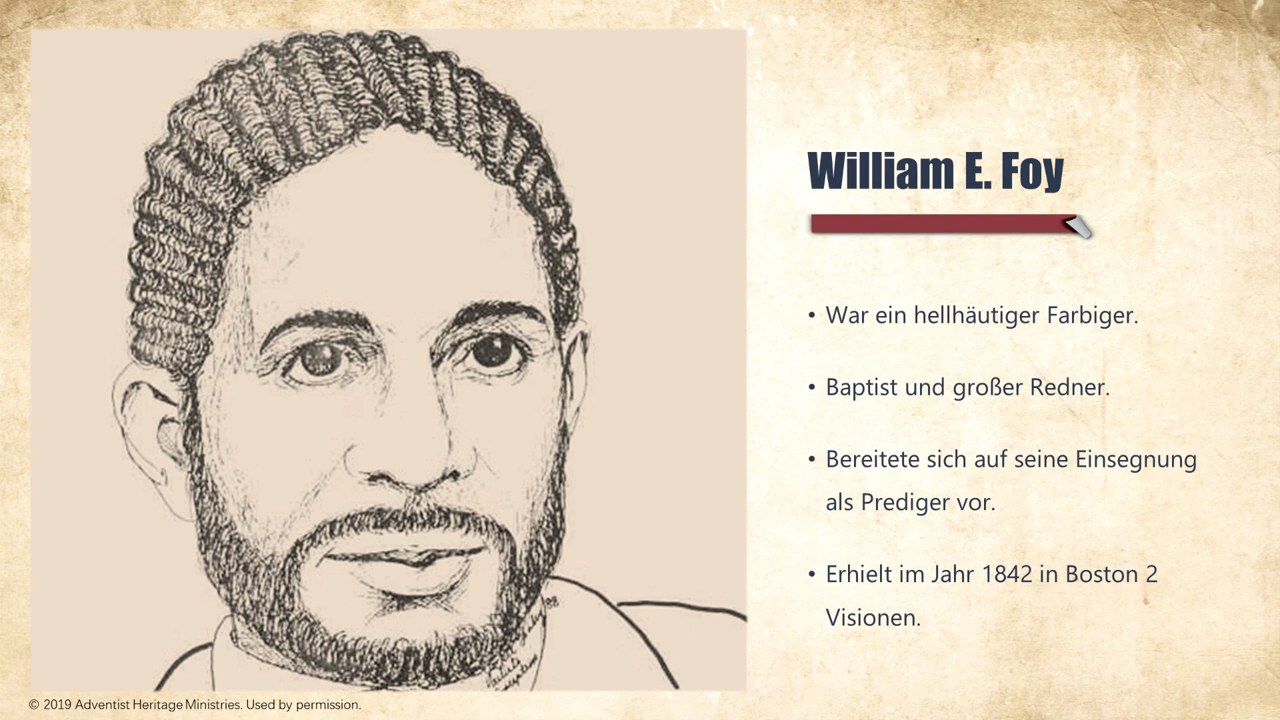 William E. Foy
• War ein hellhäutiger Farbiger.
• Baptist und großer Redner.
• Bereitete sich auf seine Einsegnung
als Prediger vor.
• Erhielt im Jahr 1842 in Boston 2
Visionen.
© 2019 Adventist Heritage Ministries. Used by permission.